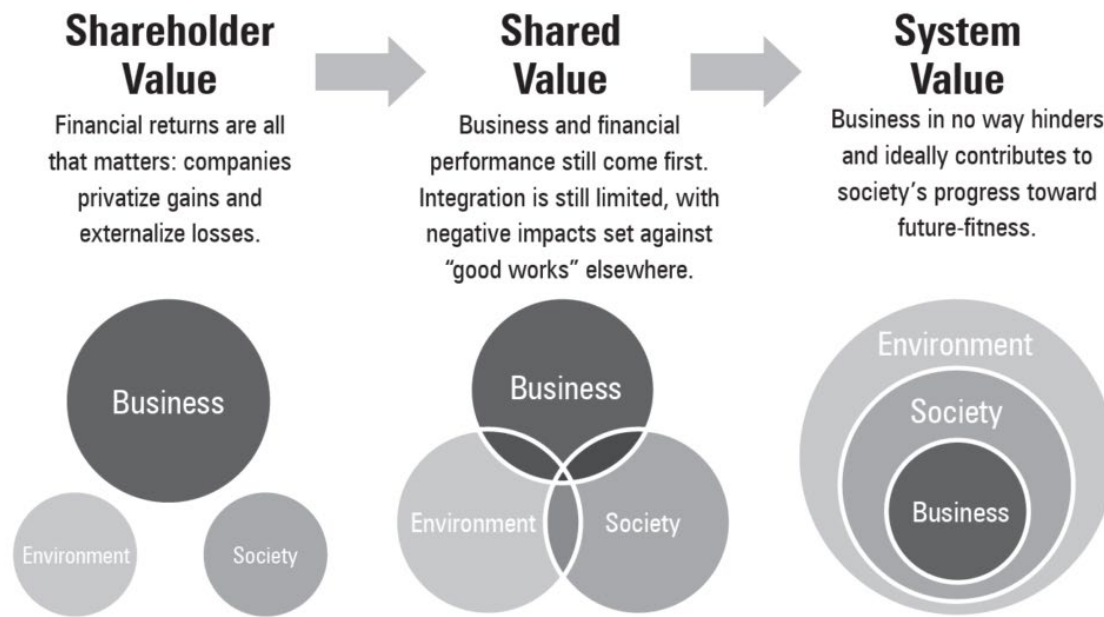 Shareholder
Value
Financial returns are all
that matters: companies
privatize gains and
externalize losses.
Business
Environment
Society
Shared
Value
Business and financial
performance still come first.
Integration is still limited, with
negative impacts set against
“good works” elsewhere.
Business
Environment
Society
System
Value
Business in no way hinders
and ideally contributes to
society’s progress toward
future-fitness.
Environment
Society
Business